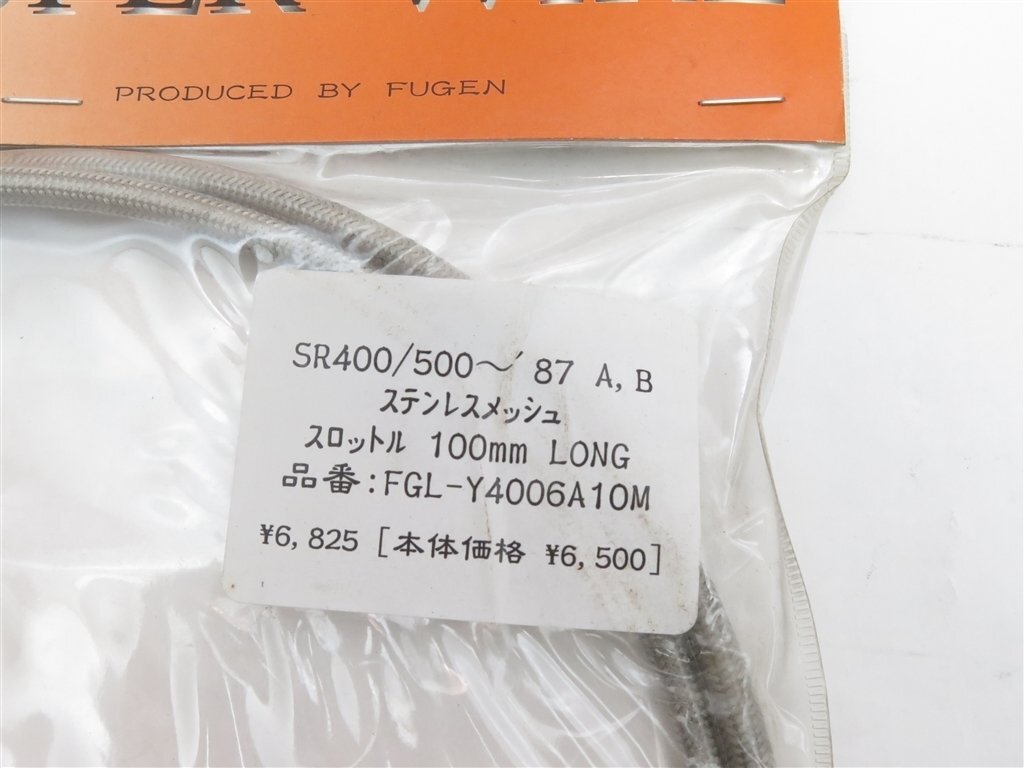 PRODUCED BY FUGEN
SR400/500～'87 A,B
ステンレスメッシュ
スロットル 100mm LONG
品番:FGL-Y4006A10M
¥6,825 [本体価格 ¥6,500]